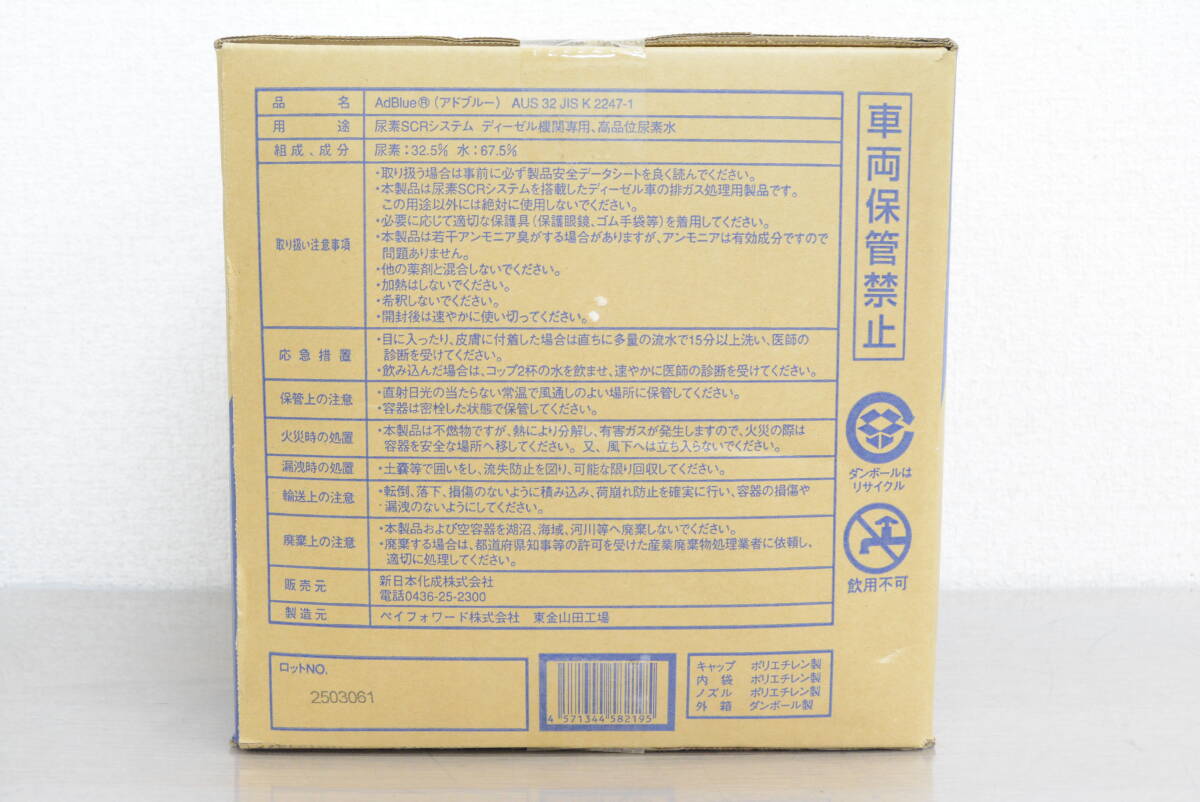 品名 AdBlue®(アドブルー) AUS 32 JIS K 2247-1
用途 尿素SCRシステム ディーゼル機関専用、高品位尿素水
組成、成分 尿素:32.5% 水:67.5%
取り扱い注意事項
・取り扱う場合は事前に必ず製品安全データシートを良く読んでください。
・本製品は尿素SCRシステムを搭載したディーゼル車の排ガス処理用製品です。
この用途以外には絶対に使用しないでください。
・必要に応じて適切な保護具(保護眼鏡、ゴム手袋等)を着用してください。
・本製品は若干アンモニア臭がする場合がありますが、アンモニアは有効成分ですので
問題ありません。
・他の薬剤と混合しないでください。
・加熱はしないでください。
・希釈しないでください。
・開封後は速やかに使い切ってください。
応急措置
・目に入ったり、皮膚に付着した場合は直ちに多量の流水で15分以上洗い、医師の
診断を受けてください。
・飲み込んだ場合は、コップ2杯の水を飲ませ、速やかに医師の診断を受けてください。
保管上の注意
・直射日光の当たらない常温で風通しのよい場所に保管してください。
・容器は密栓した状態で保管してください。
火災時の処置
・本製品は不燃物ですが、熱により分解し、有害ガスが発生しますので、火災の際は
容器を安全な場所へ移してください。又、風下へは立ち入らないでください。
漏洩時の処置
・土嚢等で囲いをし、流失防止を図り、可能な限り回収してください。
輸送上の注意
・転倒、落下、損傷のないように積み込み、荷崩れ防止を確実に行い、容器の損傷や
漏洩のないようにしてください。
廃棄上の注意
・本製品および空容器を湖沼、海域、河川等へ廃棄しないでください。
・廃棄する場合は、都道府県知事等の許可を受けた産業廃棄物処理業者に依頼し、
適切に処理してください。
販売元
新日本化成株式会社
電話0436-25-2300
製造元 ペイフォワード株式会社 東金山田工場
車両保管禁止
ダンボールは
リサイクル
飲用不可
ロットNO.
2503061
4 571344 582195
キャップ ポリエチレン製
内袋 ポリエチレン製
ノズル ポリエチレン製
外箱 ダンボール製